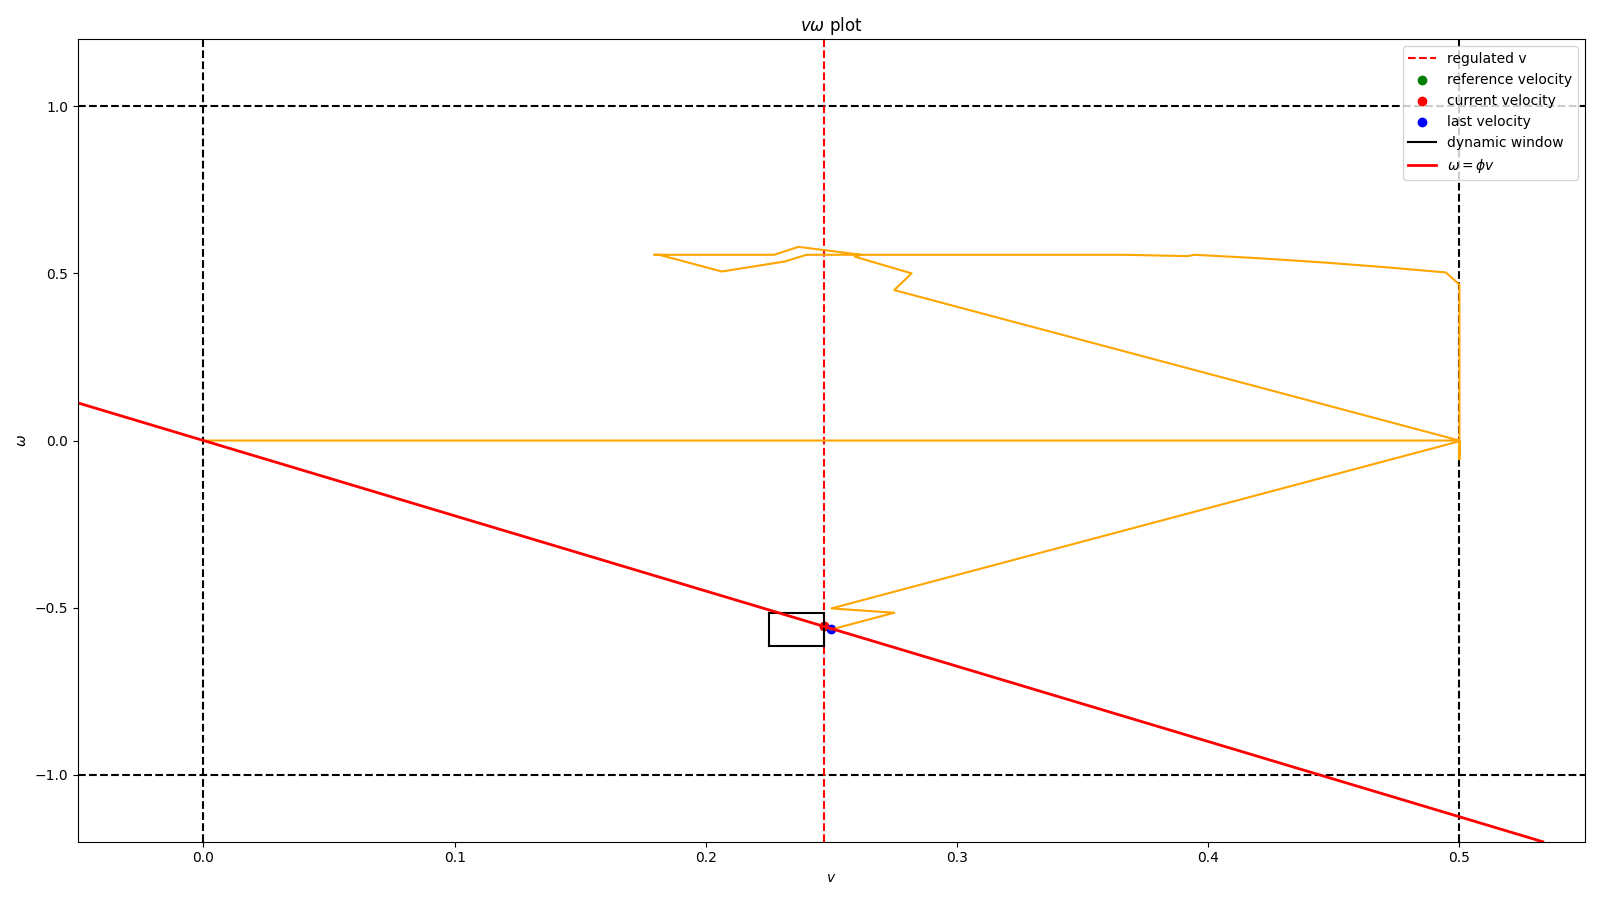 vω plot
regulated v
reference velocity
current velocity
last velocity
dynamic window
ω = ϕv
1.0
0.5
0.0
−0.5
−1.0
ω
0.0 0.1 0.2 0.3 0.4 0.5
v